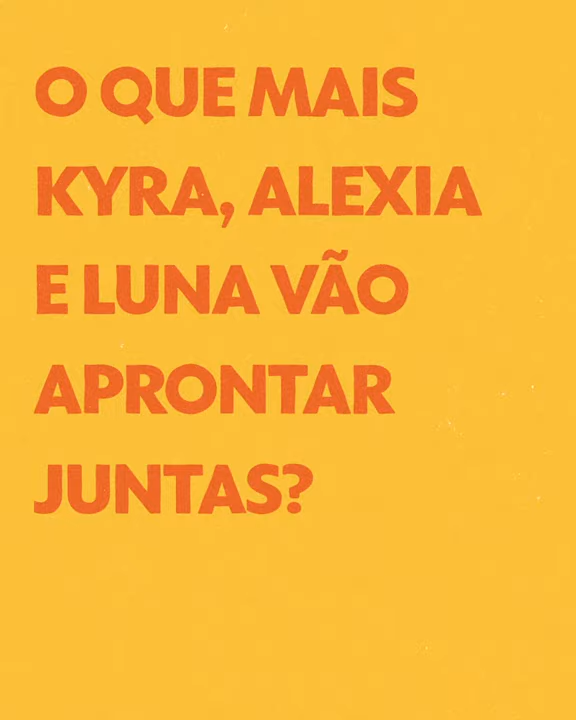 O QUE MAIS
KYRA, ALEXIA
E LUNA VÃO
APRONTAR
JUNTAS?